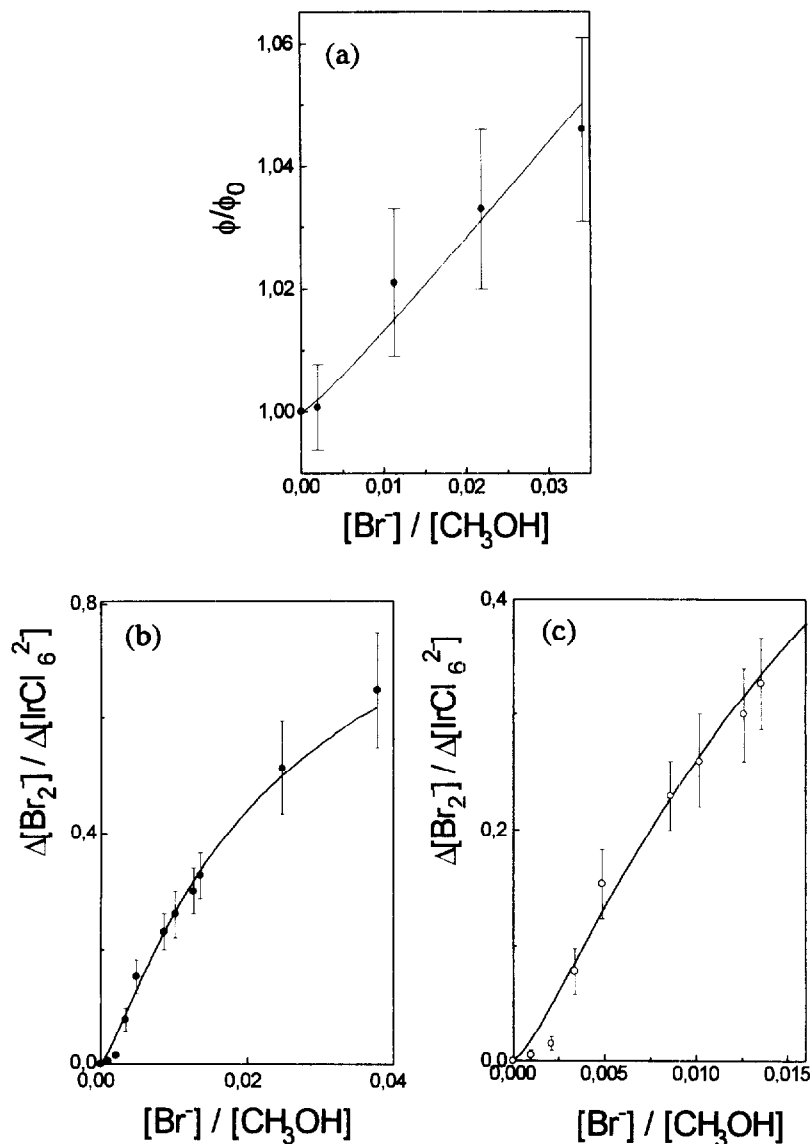 (a)
1,06
1,04
1,02
1,00
ϕ/ϕ₀
0,00 0,01 0,02 0,03
[Br⁻] / [CH₃OH]
(b)
0,8
0,4
0,0
Δ[Br₂⁻] / Δ[IrCl₆²⁻]
0,00 0,02 0,04
[Br⁻] / [CH₃OH]
(c)
0,4
0,2
0,0
Δ[Br₂⁻] / Δ[IrCl₆²⁻]
0,000 0,005 0,010 0,015
[Br⁻] / [CH₃OH]